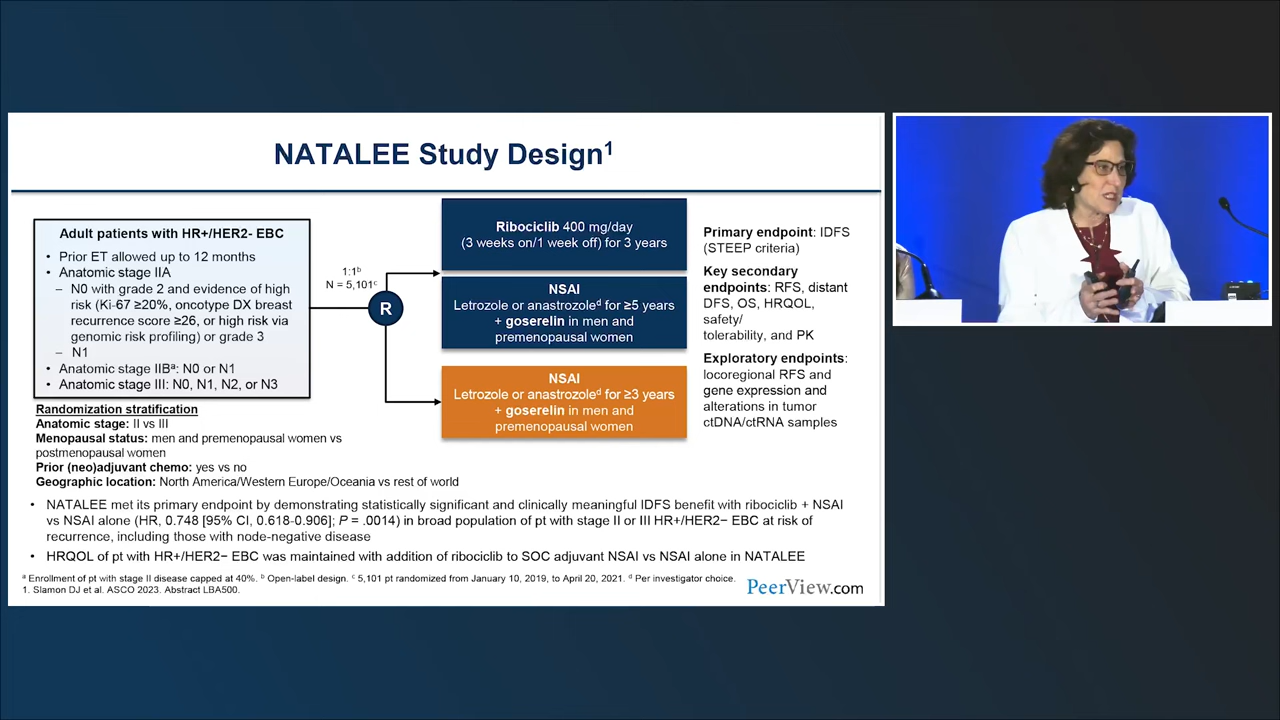 NATALEE Study Design1
Adult patients with HR+/HER2- EBC
• Prior ET allowed up to 12 months
• Anatomic stage IIA
– N0 with grade 2 and evidence of high
risk (Ki-67 ≥20%, oncotype DX breast
recurrence score ≥26, or high risk via
genomic risk profiling) or grade 3
– N1
• Anatomic stage IIBa: N0 or N1
• Anatomic stage III: N0, N1, N2, or N3
1:1b
N = 5,101c
R
Ribociclib 400 mg/day
(3 weeks on/1 week off) for 3 years
NSAI
Letrozole or anastrozoled for ≥5 years
+ goserelin in men and
premenopausal women
NSAI
Letrozole or anastrozoled for ≥3 years
+ goserelin in men and
premenopausal women
Primary endpoint: IDFS
(STEEP criteria)
Key secondary
endpoints: RFS, distant
DFS, OS, HRQOL,
safety/
tolerability, and PK
Exploratory endpoints:
locoregional RFS and
gene expression and
alterations in tumor
ctDNA/ctRNA samples
Randomization stratification
Anatomic stage: II vs III
Menopausal status: men and premenopausal women vs
postmenopausal women
Prior (neo)adjuvant chemo: yes vs no
Geographic location: North America/Western Europe/Oceania vs rest of world
• NATALEE met its primary endpoint by demonstrating statistically significant and clinically meaningful IDFS benefit with ribociclib + NSAI
vs NSAI alone (HR, 0.748 [95% CI, 0.618-0.906]; P = .0014) in broad population of pt with stage II or III HR+/HER2− EBC at risk of
recurrence, including those with node-negative disease
• HRQOL of pt with HR+/HER2− EBC was maintained with addition of ribociclib to SOC adjuvant NSAI vs NSAI alone in NATALEE
a Enrollment of pt with stage II disease capped at 40%. b Open-label design. c 5,101 pt randomized from January 10, 2019, to April 20, 2021. d Per investigator choice.
1. Slamon DJ et al. ASCO 2023. Abstract LBA500.
PeerView.com